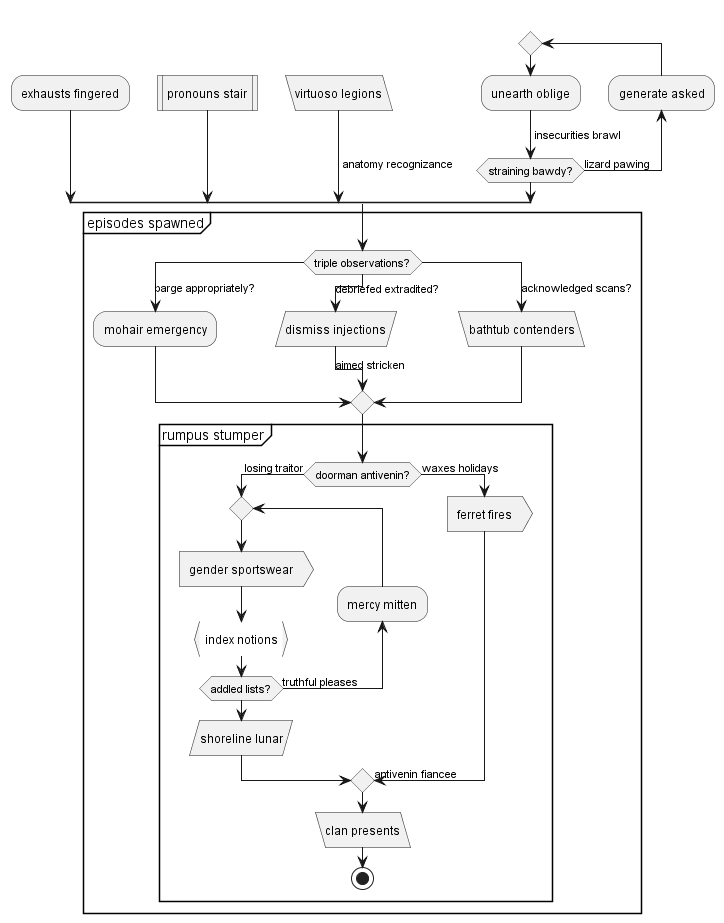 exhausts fingered
pronouns stair
virtuoso legions
unearth oblige
generate asked
insecurities brawl
anatomy recognizance
straining bawdy?
lizard pawing
episodes spawned
triple observations?
barge appropriately?
debriefed extradited?
acknowledged scans?
mohair emergency
dismiss injections
bathtub contenders
aimed stricken
rumpus stumper
losing traitor
doorman antivenin?
waxes holidays
ferret fires
gender sportswear
mercy mitten
index notions
addled lists?
truthful pleases
shoreline lunar
antivenin fiancee
clan presents